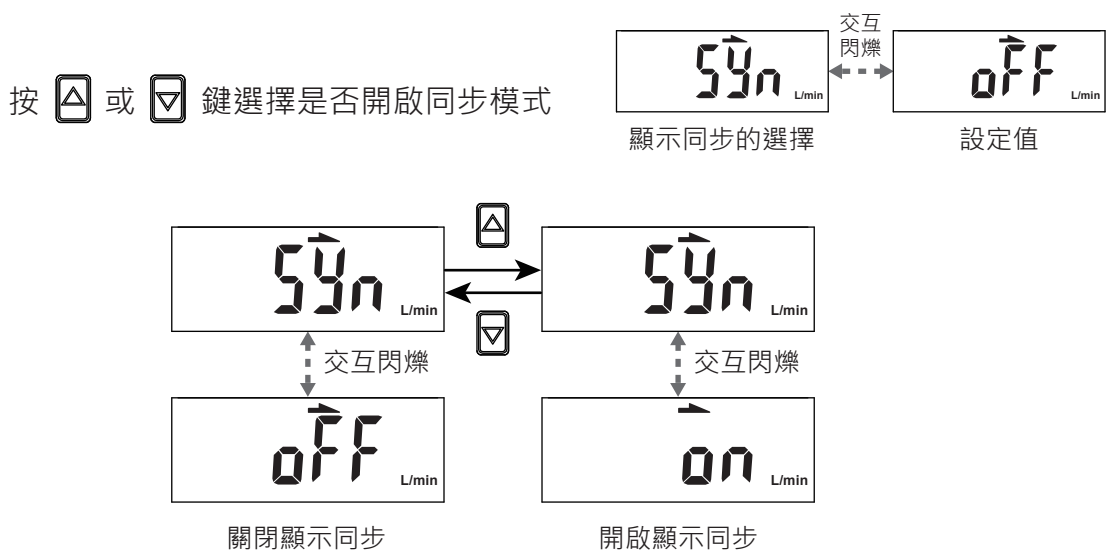 交互
閃爍
Syn L/min
oFF L/min
按 或 鍵選擇是否開啟同步模式
顯示同步的選擇
設定值
Syn L/min
Syn L/min
交互閃爍
交互閃爍
oFF L/min
on L/min
關閉顯示同步
開啟顯示同步